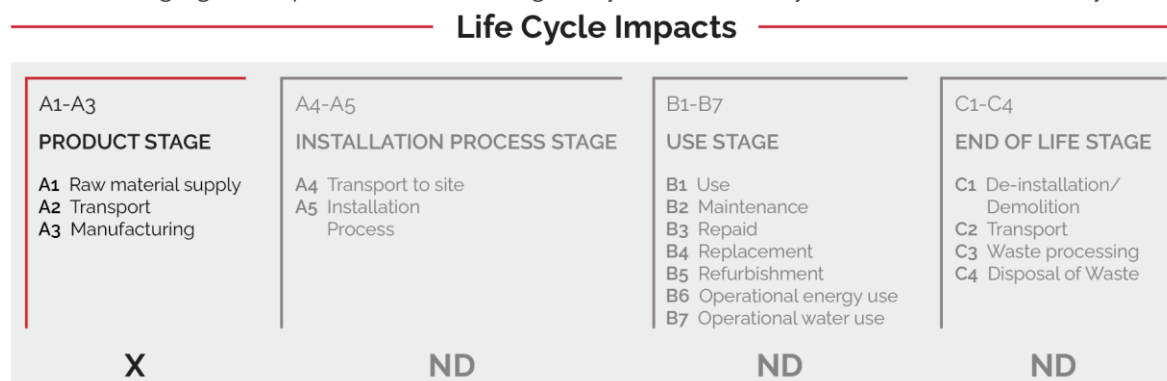 Life Cycle Impacts
A1-A3
PRODUCT STAGE
A1 Raw material supply
A2 Transport
A3 Manufacturing
X
A4-A5
INSTALLATION PROCESS STAGE
A4 Transport to site
A5 Installation
Process
ND
B1-B7
USE STAGE
B1 Use
B2 Maintenance
B3 Repaid
B4 Replacement
B5 Refurbishment
B6 Operational energy use
B7 Operational water use
ND
C1-C4
END OF LIFE STAGE
C1 De-installation/
Demolition
C2 Transport
C3 Waste processing
C4 Disposal of Waste
ND